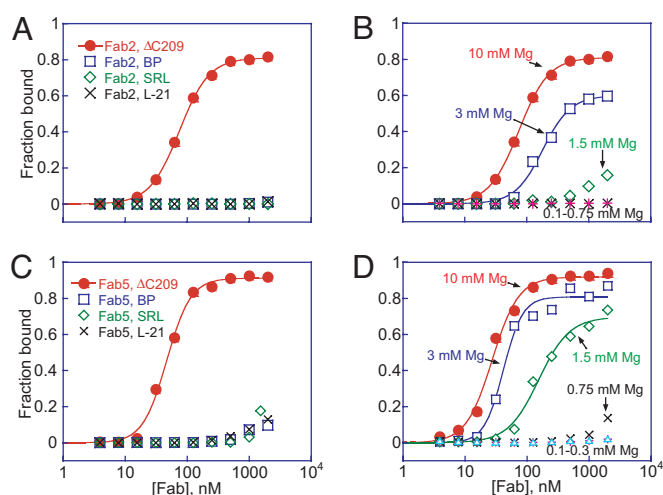 A
B
1
0.8
0.6
0.4
0.2
0
Fraction bound
Fab2, ΔC209
Fab2, BP
Fab2, SRL
Fab2, L-21
10 mM Mg
3 mM Mg
1.5 mM Mg
0.1-0.75 mM Mg
C
D
1
0.8
0.6
0.4
0.2
0
Fraction bound
Fab5, ΔC209
Fab5, BP
Fab5, SRL
Fab5, L-21
10 mM Mg
3 mM Mg
1.5 mM Mg
0.75 mM Mg
0.1-0.3 mM Mg
1 10 100 1000 10⁴
1 10 100 1000 10⁴
[Fab], nM
[Fab], nM